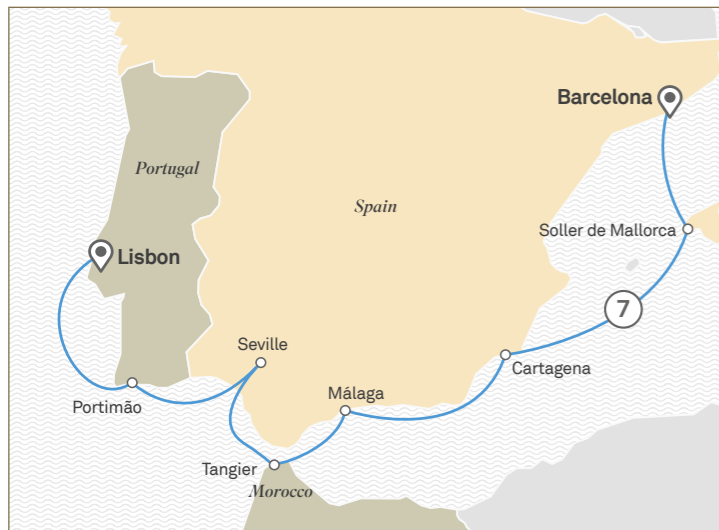 Barcelona
Portugal
Spain
Soller de Mallorca
Lisbon
7
Seville
Cartagena
Málaga
Portimão
Tangier
Morocco